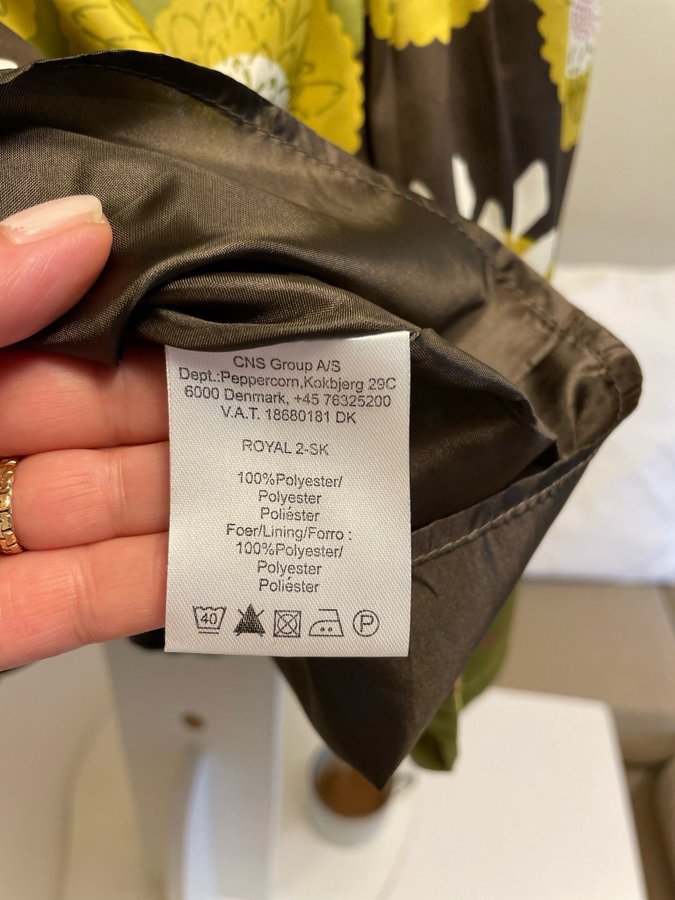 CNS Group A/S
Dept.:Peppercorn,Kokbjerg 29C
6000 Denmark, +45 76325200
V.A.T. 18680181 DK
ROYAL 2-SK
100%Polyester/
Polyester
Poliéster
Foer/Lining/Forro :
100%Polyester/
Polyester
Poliéster
40 P